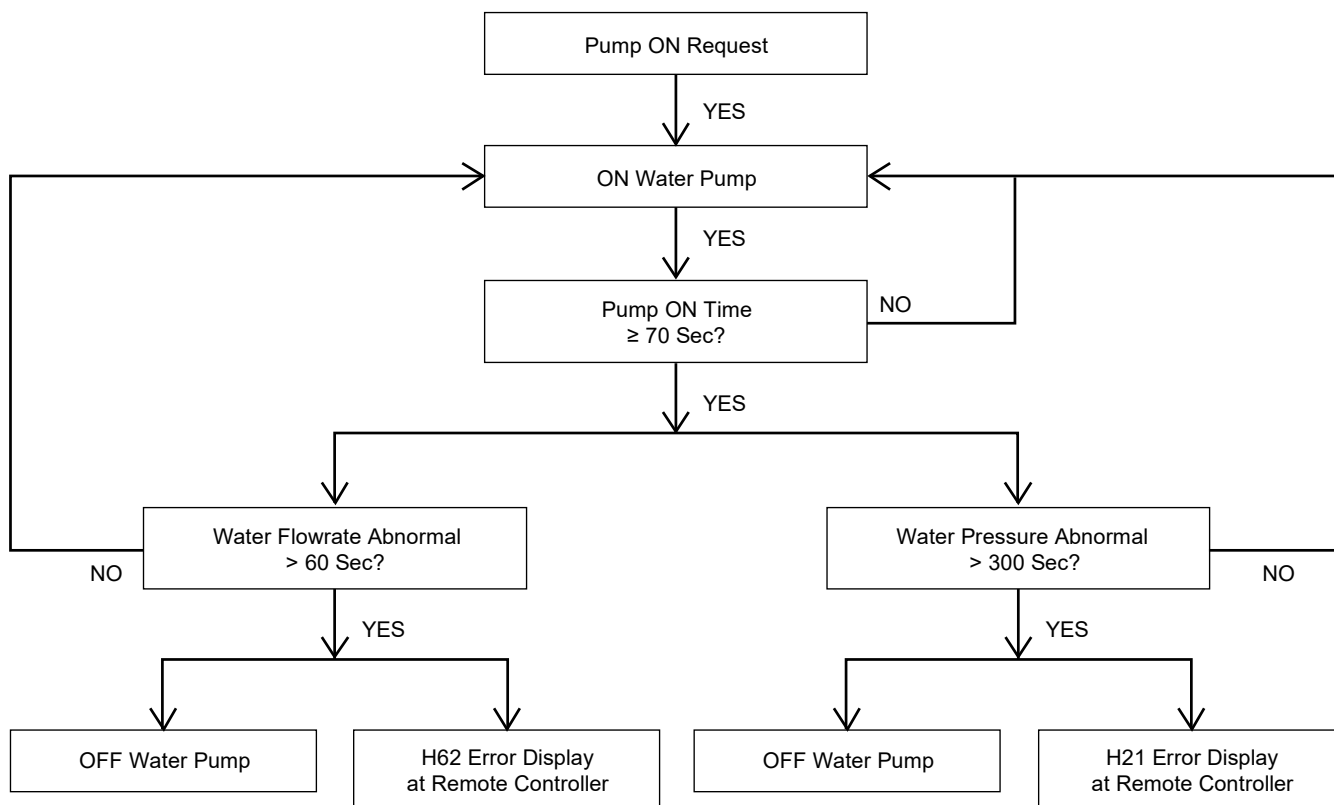 Pump ON Request
YES
ON Water Pump
YES
Pump ON Time
≥ 70 Sec?
NO
YES
Water Flowrate Abnormal
> 60 Sec?
NO
Water Pressure Abnormal
> 300 Sec?
NO
YES
YES
OFF Water Pump
H62 Error Display
at Remote Controller
OFF Water Pump
H21 Error Display
at Remote Controller